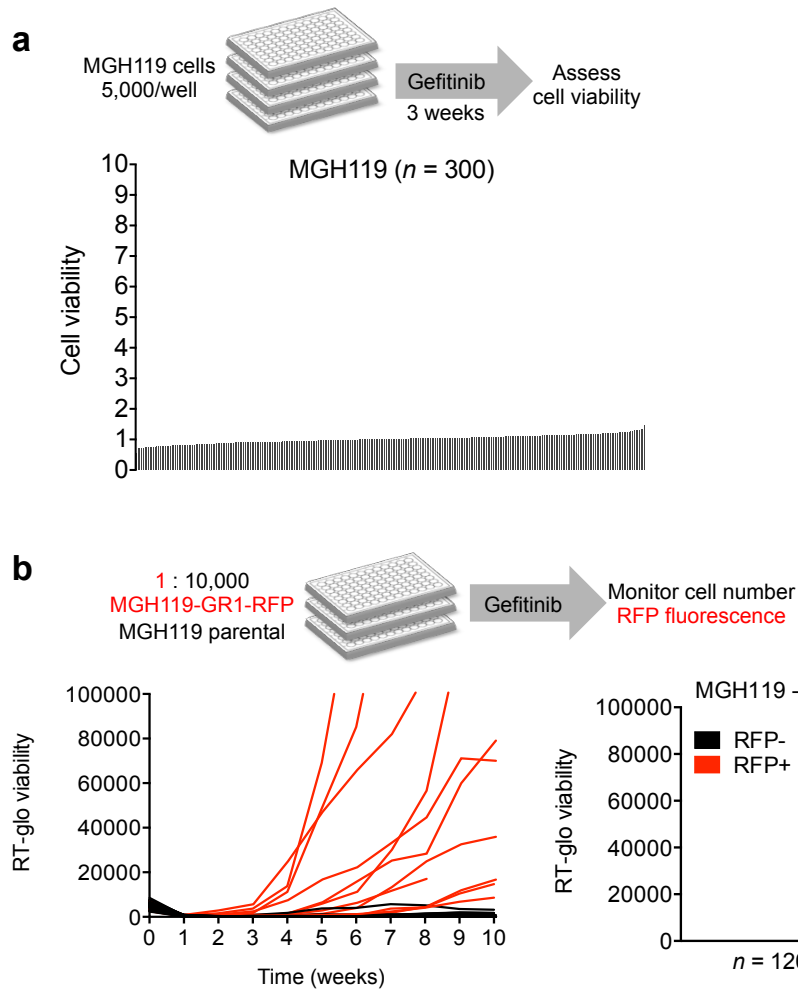 a
MGH119 cells
5,000/well
Gefitinib
3 weeks
Assess
cell viability
MGH119 (n = 300)
Cell viability
10
9
8
7
6
5
4
3
2
1
0
b
1 : 10,000
MGH119-GR1-RFP
MGH119 parental
Gefitinib
Monitor cell number
RFP fluorescence
RT-glo viability
100000
80000
60000
40000
20000
0
0 1 2 3 4 5 6 7 8 9 10
Time (weeks)
MGH119 -
RT-glo viability
100000
80000
60000
40000
20000
0
RFP-
RFP+
n = 120